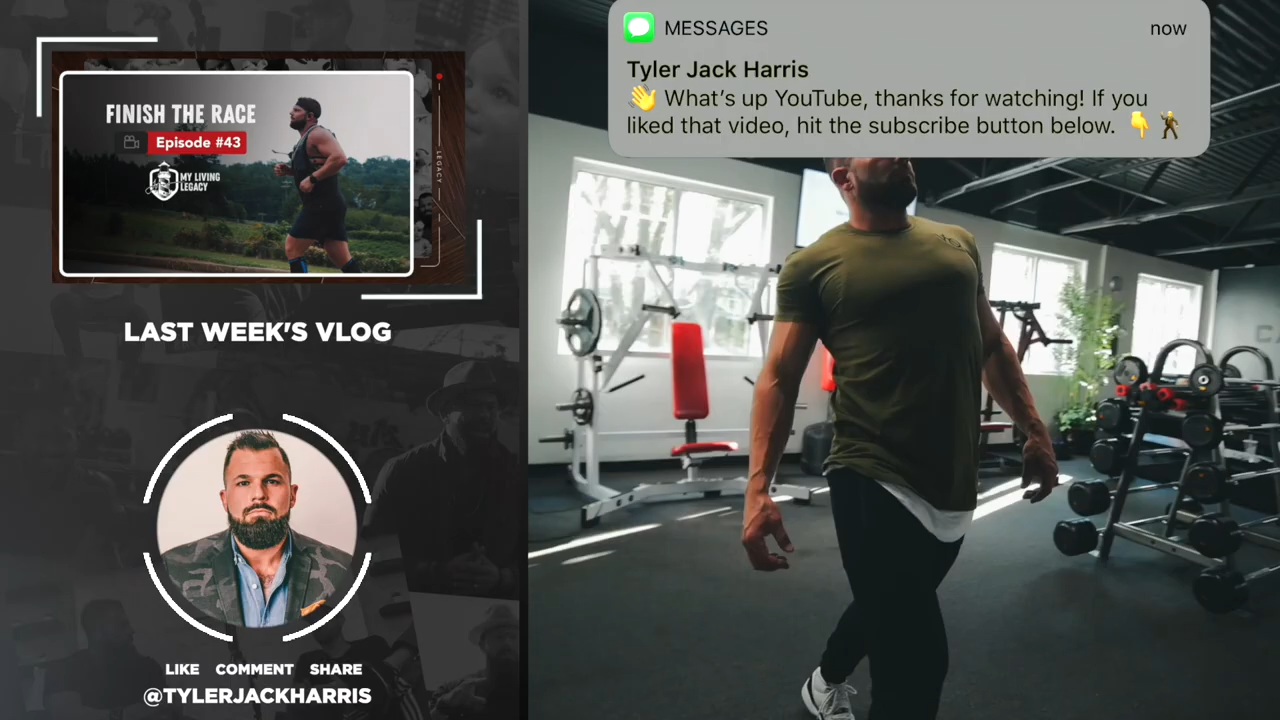 FINISH THE RACE
Episode #43
MY LIVING
LEGACY
LEGACY
LAST WEEK'S VLOG
LIKE COMMENT SHARE
@TYLERJACKHARRIS
MESSAGES now
Tyler Jack Harris
👋 What's up YouTube, thanks for watching! If you
liked that video, hit the subscribe button below. 👇 🕺